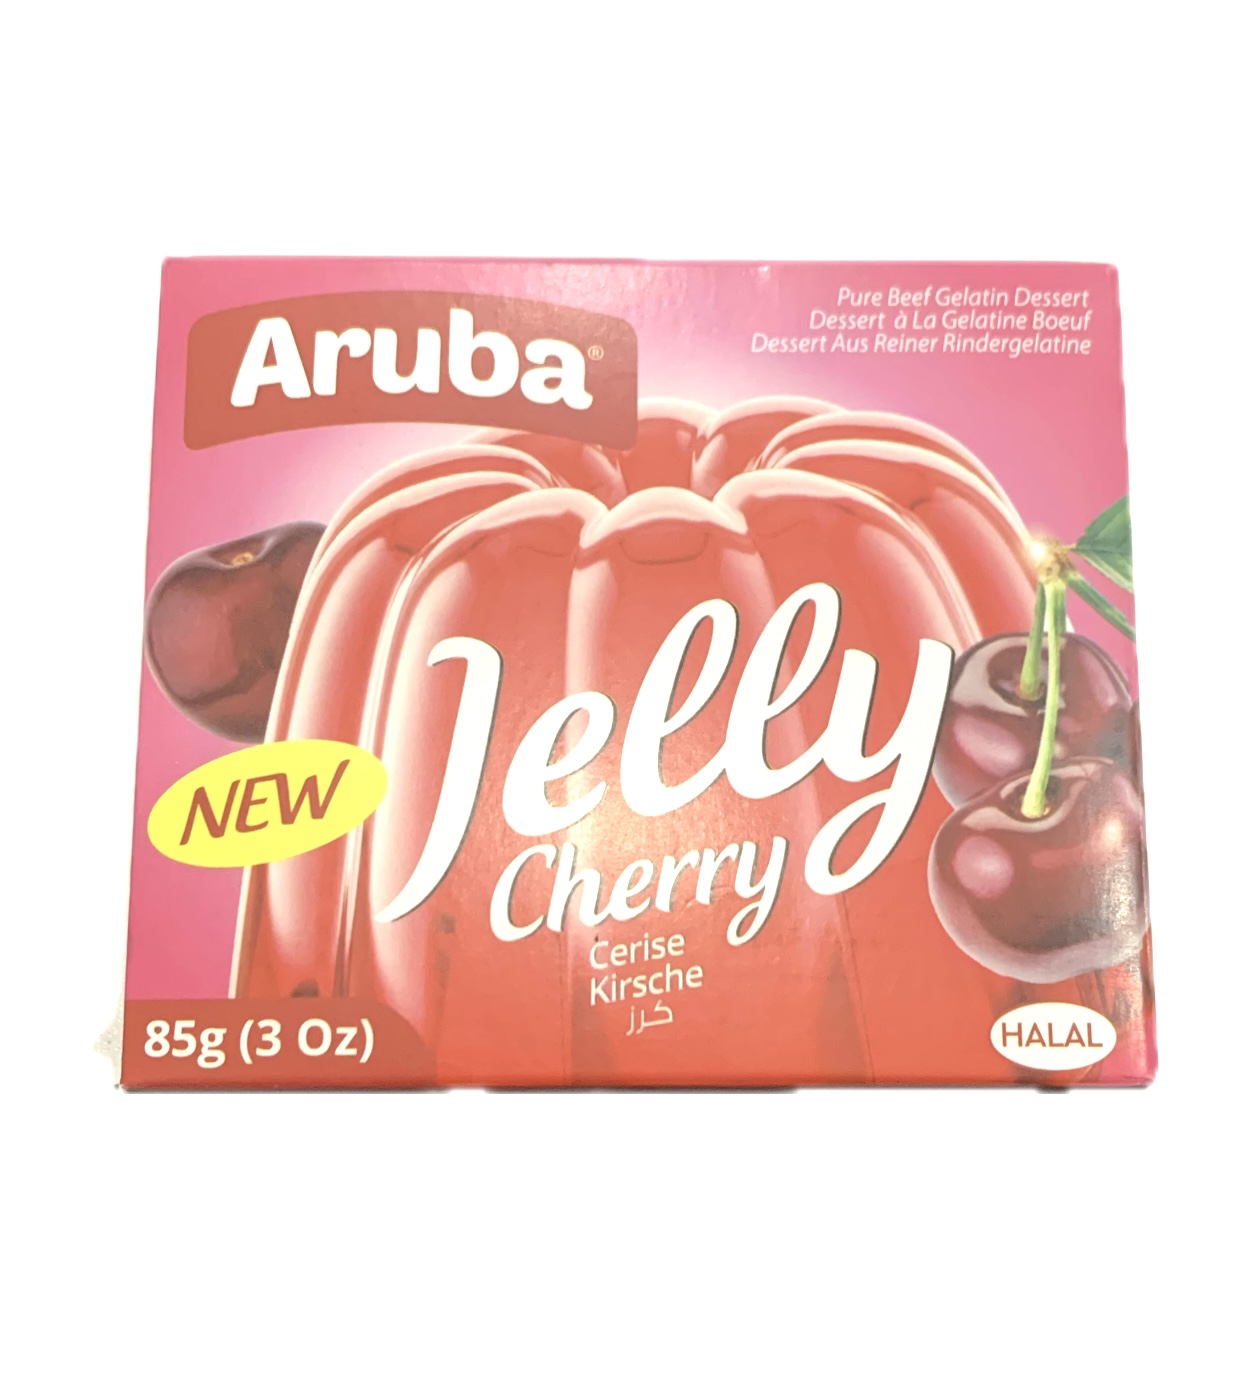 Aruba®
Pure Beef Gelatin Dessert
Dessert à La Gelatine Boeuf
Dessert Aus Reiner Rindergelatine
Jelly
NEW
Cherry
Cerise
Kirsche
كرز
85g (3 Oz)
HALAL